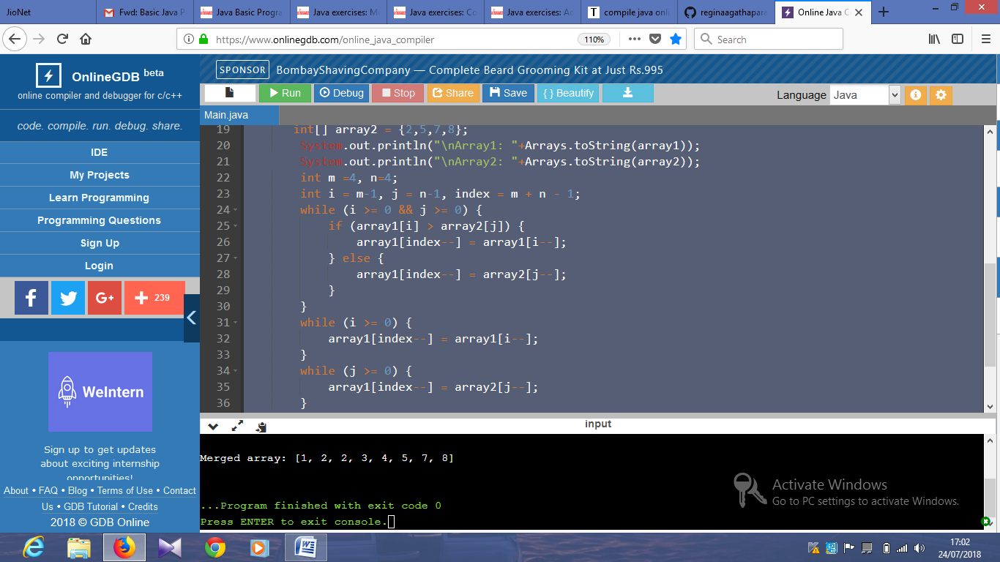 JioNet
Fwd: Basic Java P
Java Basic Progra
Java exercises: M
Java exercises: Co
Java exercises: A
compile java onl
reginaagathapara
Online Java C
https://www.onlinegdb.com/online_java_compiler
110%
Search
OnlineGDB beta
online compiler and debugger for c/c++
code. compile. run. debug. share.
IDE
My Projects
Learn Programming
Programming Questions
Sign Up
Login
239
WeIntern
Sign up to get updates
about exciting internship
opportunities!
About • FAQ • Blog • Terms of Use • Contact
Us • GDB Tutorial • Credits
2018 © GDB Online
SPONSOR BombayShavingCompany — Complete Beard Grooming Kit at Just Rs.995
Run Debug Stop Share Save { } Beautify Language Java
Main.java
19 int[] array2 = {2,5,7,8};
20 System.out.println("\nArray1: "+Arrays.toString(array1));
21 System.out.println("\nArray2: "+Arrays.toString(array2));
22 int m =4, n=4;
23 int i = m-1, j = n-1, index = m + n - 1;
24 while (i >= 0 && j >= 0) {
25 if (array1[i] > array2[j]) {
26 array1[index--] = array1[i--];
27 } else {
28 array1[index--] = array2[j--];
29 }
30 }
31 while (i >= 0) {
32 array1[index--] = array1[i--];
33 }
34 while (j >= 0) {
35 array1[index--] = array2[j--];
36 }
input
Merged array: [1, 2, 2, 3, 4, 5, 7, 8]
...Program finished with exit code 0
Press ENTER to exit console.
Activate Windows
Go to PC settings to activate Windows.
17:02
24/07/2018